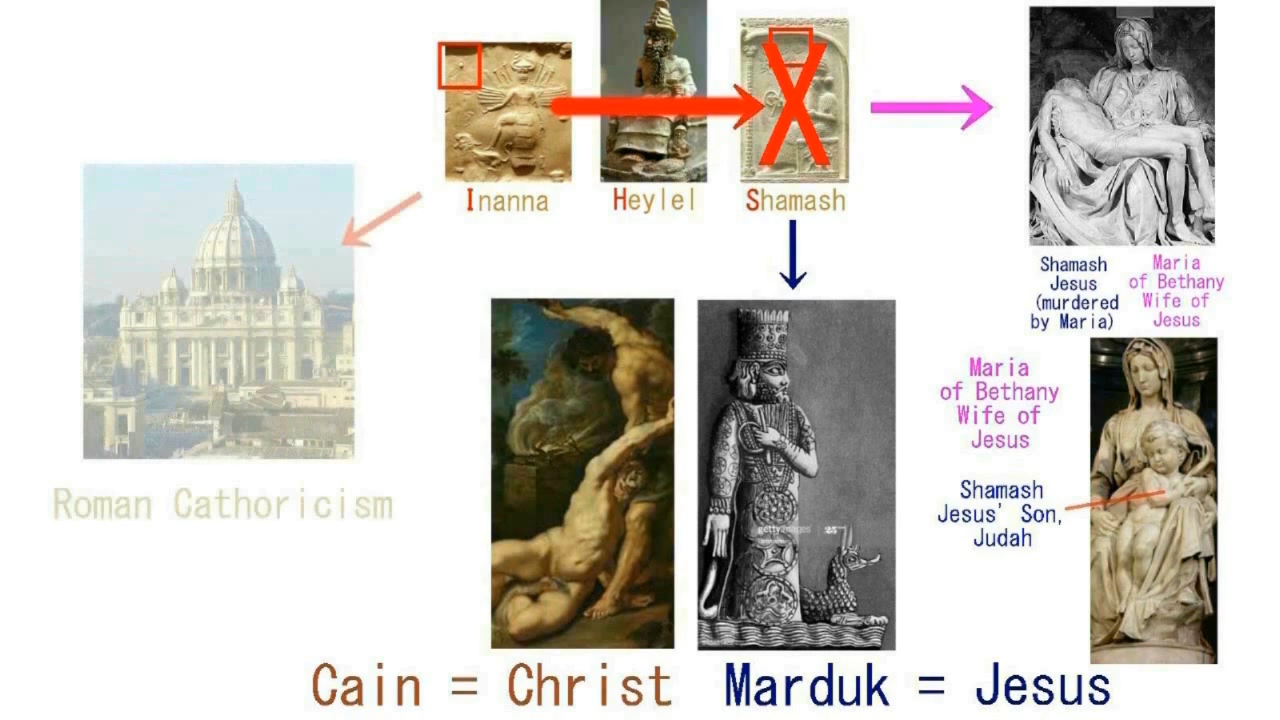 Inanna
Heylel
Shamash
Shamash
Jesus
(murdered
by Maria)
Maria
of Bethany
Wife of
Jesus
Maria
of Bethany
Wife of
Jesus
Shamash
Jesus' Son,
Judah
Roman Cathoricism
gettyimages
Cain = Christ
Marduk = Jesus